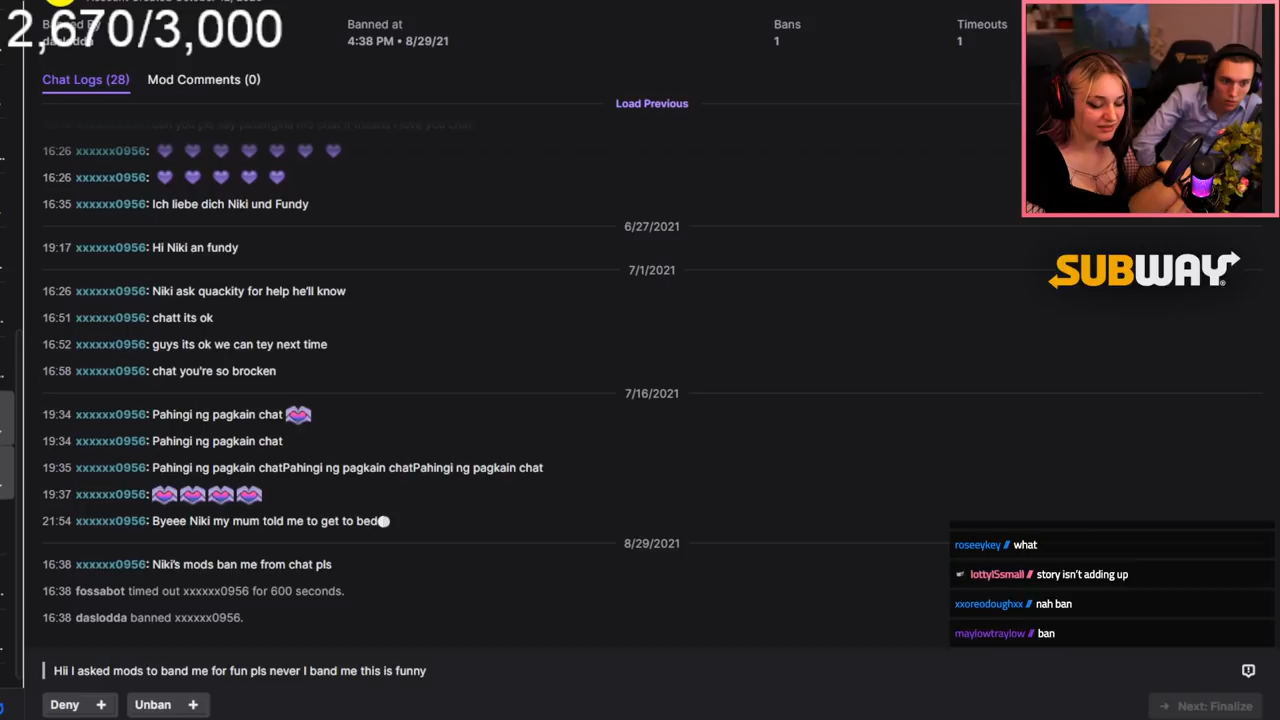 2,670/3,000
Banned at
Bans
Timeouts
4:38 PM • 8/29/21
1
1
Chat Logs (28)
Mod Comments (0)
Load Previous
16:26 xxxxxx0956:
16:26 xxxxxx0956:
16:35 xxxxxx0956: Ich liebe dich Niki und Fundy
6/27/2021
19:17 xxxxxx0956: Hi Niki an fundy
7/1/2021
16:26 xxxxxx0956: Niki ask quackity for help he'll know
16:51 xxxxxx0956: chatt its ok
16:52 xxxxxx0956: guys its ok we can tey next time
16:58 xxxxxx0956: chat you're so brocken
7/16/2021
19:34 xxxxxx0956: Pahingi ng pagkain chat
19:34 xxxxxx0956: Pahingi ng pagkain chat
19:35 xxxxxx0956: Pahingi ng pagkain chatPahingi ng pagkain chatPahingi ng pagkain chat
19:37 xxxxxx0956:
21:54 xxxxxx0956: Byeee Niki my mum told me to get to bed
8/29/2021
16:38 xxxxxx0956: Niki's mods ban me from chat pls
16:38 fossabot timed out xxxxxx0956 for 600 seconds.
16:38 daslodda banned xxxxxx0956.
Hii I asked mods to band me for fun pls never I band me this is funny
Deny +
Unban +
Next: Finalize
SUBWAY
roseeykey // what
lottyl5small // story isn't adding up
xxoreodoughxx // nah ban
maylowtraylow // ban